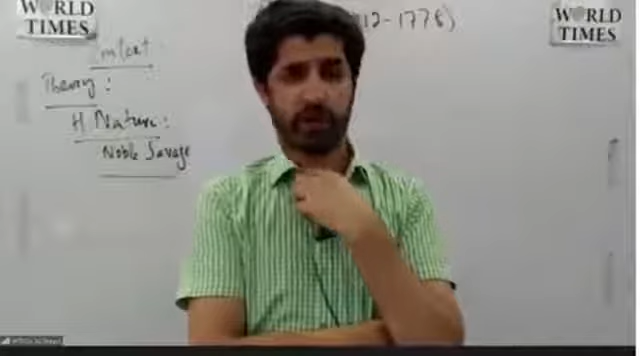 WORLD
TIMES
12-1778)
WORLD
TIMES
Theory:
H Nature:
Noble Savage